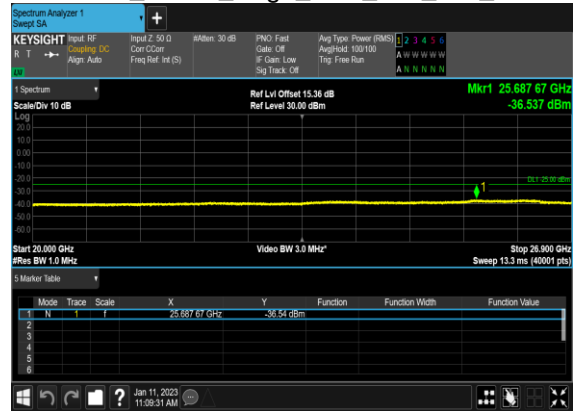 Spectrum Analyzer 1
Swept SA
+
KEYSIGHT Input: RF Input Z: 50 Ω #Atten: 30 dB PNO: Fast Avg Type: Power (RMS) 1 2 3 4 5 6
R T Coupling: DC Corr CCorr Gate: Off Avg|Hold: 100/100 A W W W W W
Align: Auto Freq Ref: Int (S) IF Gain: Low Trig: Free Run
Sig Track: Off A N N N N N
1 Spectrum Ref Lvl Offset 15.36 dB Mkr1 25.687 67 GHz
Scale/Div 10 dB Ref Level 30.00 dBm -36.537 dBm
Log
20.0
10.0
0.00
-10.0
-20.0
DL1 -25.00 dBm
1
-30.0
-40.0
-50.0
-60.0
Start 20.000 GHz Video BW 3.0 MHz* Stop 26.900 GHz
#Res BW 1.0 MHz Sweep 13.3 ms (40001 pts)
5 Marker Table
Mode Trace Scale X Y Function Function Width Function Value
1 N 1 f 25.687 67 GHz -36.54 dBm
2
3
4
5
6
? Jan 11, 2023
11:09:31 AM